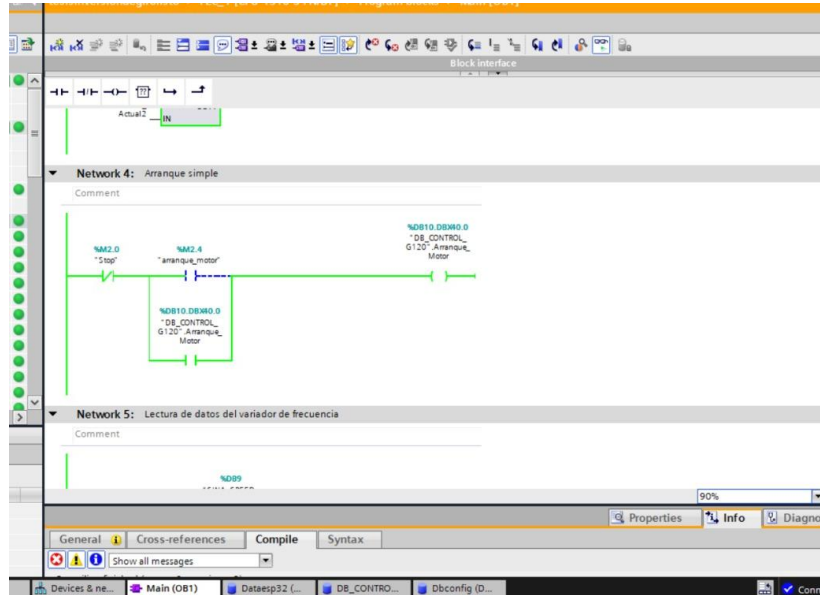 Block interface
Actual2
IN
Network 4: Arranque simple
Comment
%DB10.DBX40.0
"DB_CONTROL_
G120".Arranque_
Motor
%M2.0
"Stop"
%M2.4
"arranque_motor"
%DB10.DBX40.0
"DB_CONTROL_
G120".Arranque_
Motor
Network 5: Lectura de datos del variador de frecuencia
Comment
%DB9
90%
Properties
Info
Diagno
General
Cross-references
Compile
Syntax
Show all messages
Devices & ne...
Main (OB1)
Dataesp32 (...
DB_CONTRO...
Dbconfig (D...
Conn